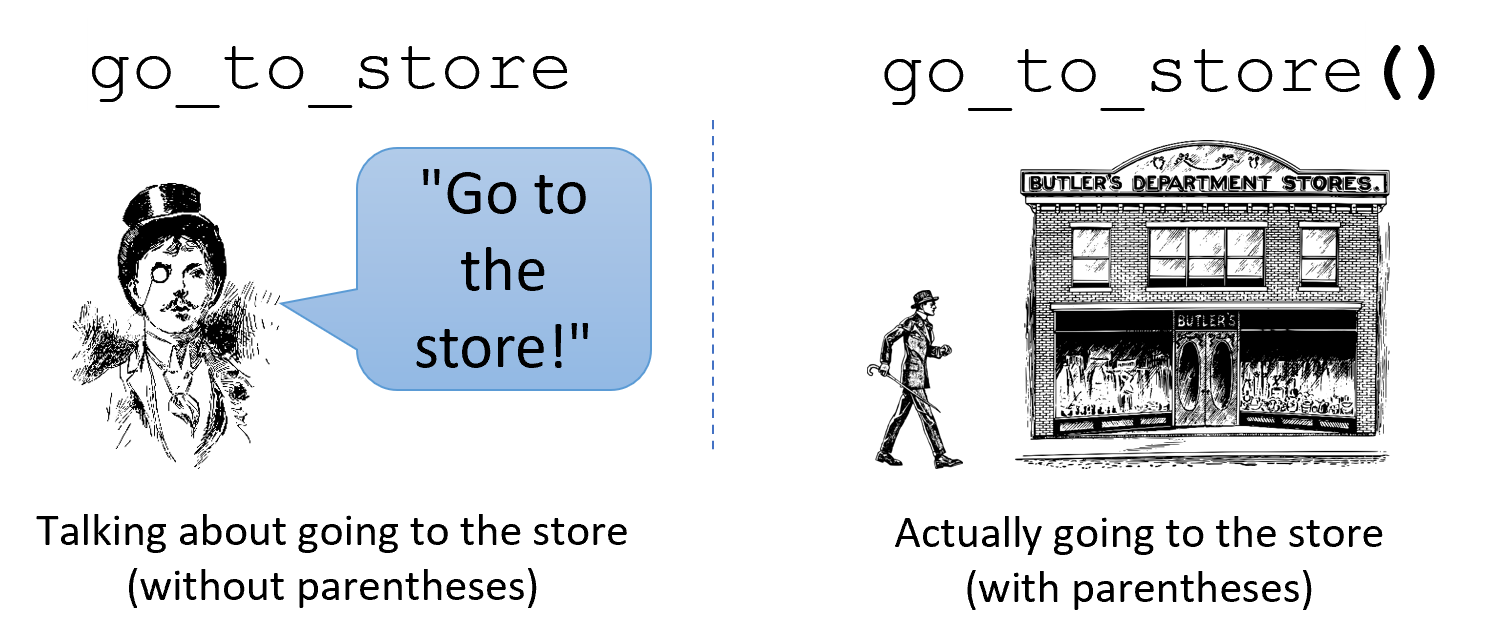 go_to_store
"Go to
the
store!"
Talking about going to the store
(without parentheses)
go_to_store()
BUTLER'S DEPARTMENT STORES.
BUTLER'S
Actually going to the store
(with parentheses)